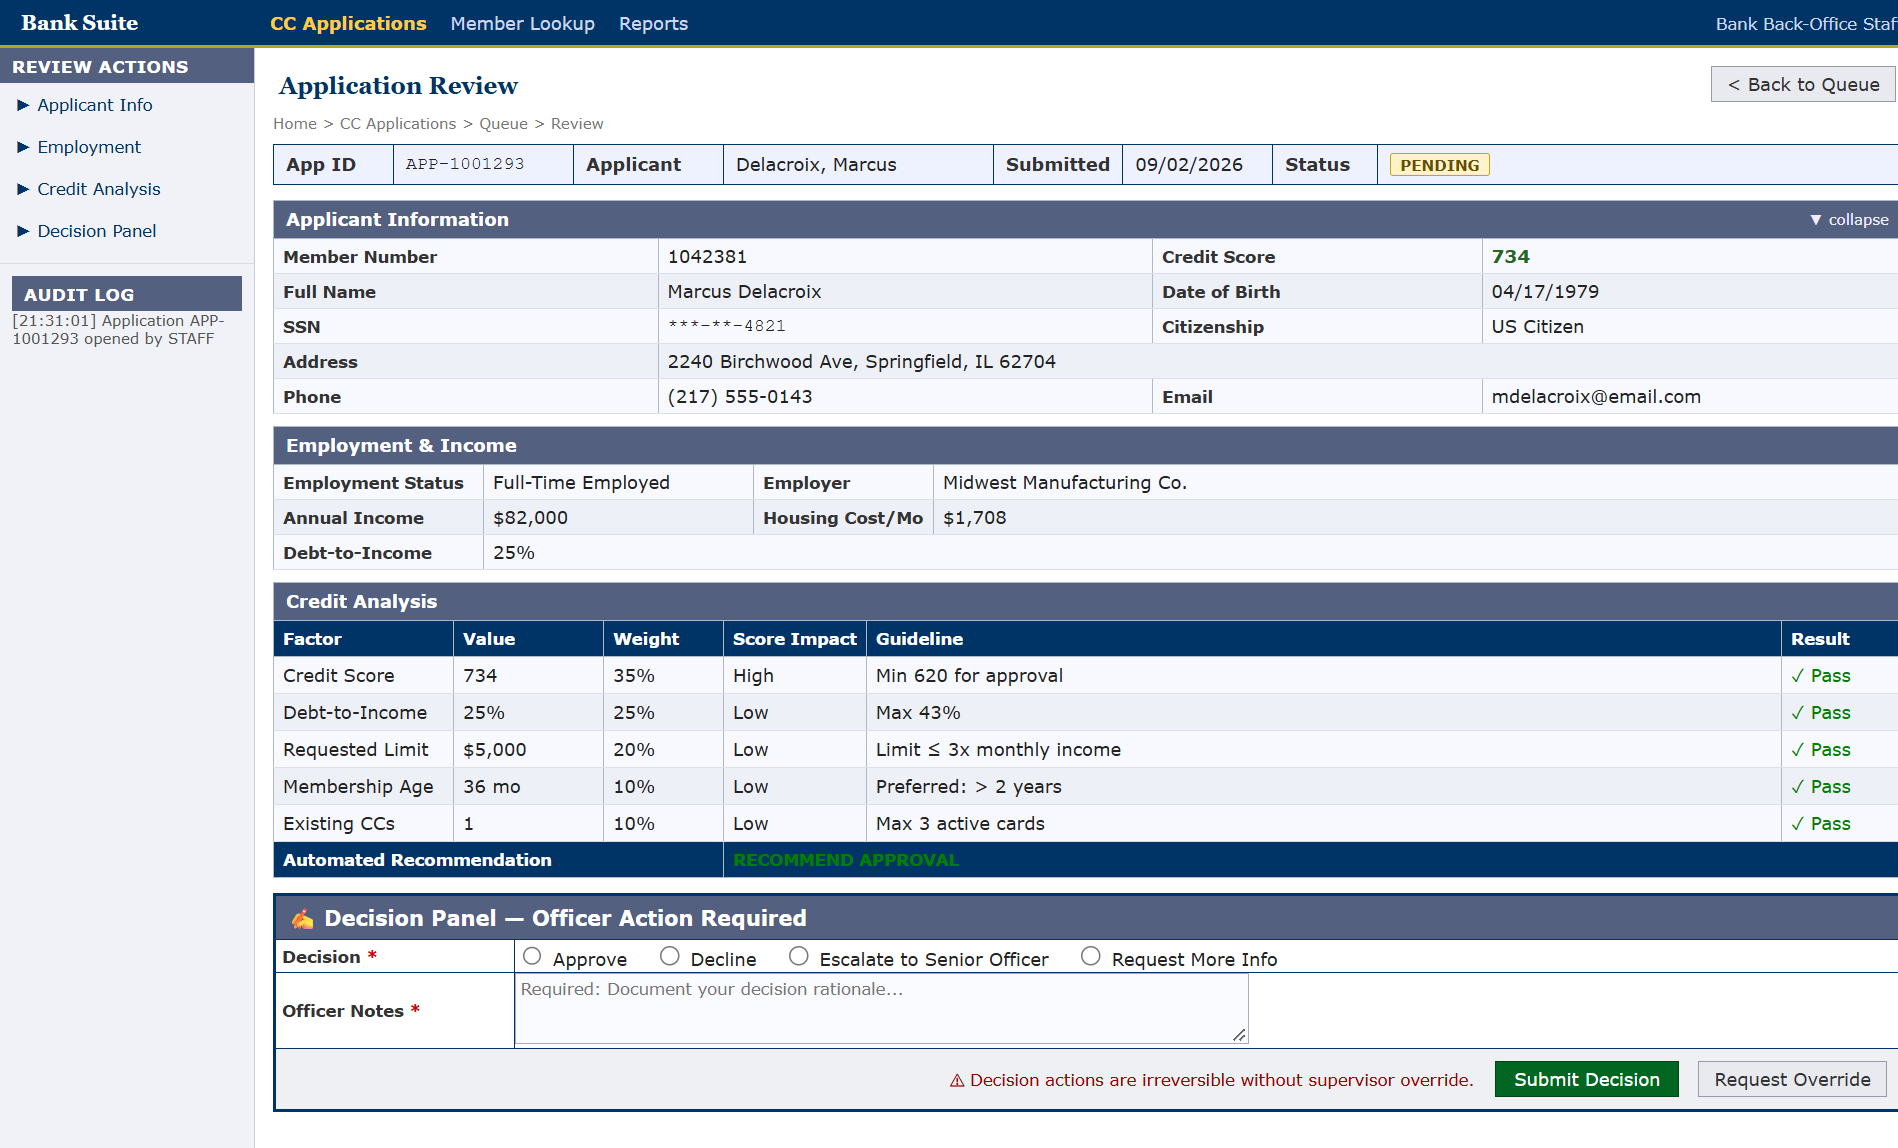 Bank Suite
CC Applications Member Lookup Reports
Bank Back-Office Staf
REVIEW ACTIONS
► Applicant Info
► Employment
► Credit Analysis
► Decision Panel
AUDIT LOG
[21:31:01] Application APP-
1001293 opened by STAFF
Application Review
< Back to Queue
Home > CC Applications > Queue > Review
App ID APP-1001293 Applicant Delacroix, Marcus Submitted 09/02/2026 Status PENDING
Applicant Information ▼ collapse
Member Number 1042381 Credit Score 734
Full Name Marcus Delacroix Date of Birth 04/17/1979
SSN ***-**-4821 Citizenship US Citizen
Address 2240 Birchwood Ave, Springfield, IL 62704
Phone (217) 555-0143 Email mdelacroix@email.com
Employment & Income
Employment Status Full-Time Employed Employer Midwest Manufacturing Co.
Annual Income $82,000 Housing Cost/Mo $1,708
Debt-to-Income 25%
Credit Analysis
Factor Value Weight Score Impact Guideline Result
Credit Score 734 35% High Min 620 for approval ✓ Pass
Debt-to-Income 25% 25% Low Max 43% ✓ Pass
Requested Limit $5,000 20% Low Limit ≤ 3x monthly income ✓ Pass
Membership Age 36 mo 10% Low Preferred: > 2 years ✓ Pass
Existing CCs 1 10% Low Max 3 active cards ✓ Pass
Automated Recommendation RECOMMEND APPROVAL
✍ Decision Panel — Officer Action Required
Decision * Approve Decline Escalate to Senior Officer Request More Info
Officer Notes * Required: Document your decision rationale...
⚠ Decision actions are irreversible without supervisor override. Submit Decision Request Override